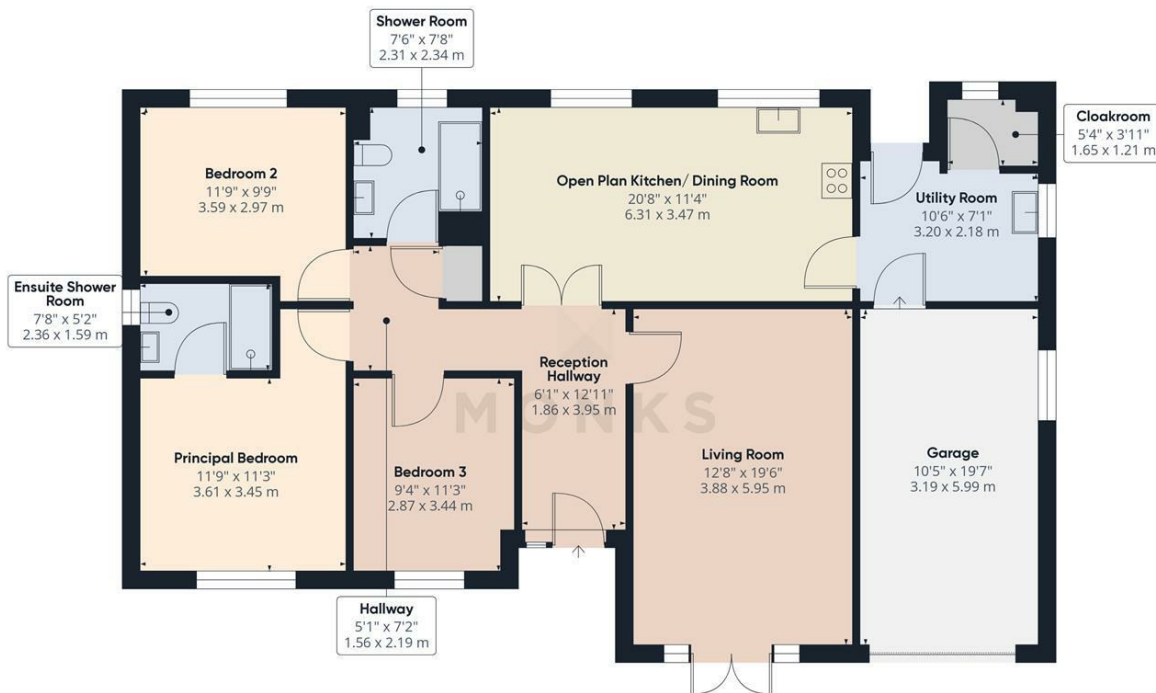 Shower Room
7'6" x 7'8"
2.31 x 2.34 m
Cloakroom
5'4" x 3'11"
1.65 x 1.21 m
Bedroom 2
11'9" x 9'9"
3.59 x 2.97 m
Open Plan Kitchen/ Dining Room
20'8" x 11'4"
6.31 x 3.47 m
Utility Room
10'6" x 7'1"
3.20 x 2.18 m
Ensuite Shower
Room
7'8" x 5'2"
2.36 x 1.59 m
Reception
Hallway
6'1" x 12'11"
1.86 x 3.95 m
MONKS
Principal Bedroom
11'9" x 11'3"
3.61 x 3.45 m
Bedroom 3
9'4" x 11'3"
2.87 x 3.44 m
Living Room
12'8" x 19'6"
3.88 x 5.95 m
Garage
10'5" x 19'7"
3.19 x 5.99 m
Hallway
5'1" x 7'2"
1.56 x 2.19 m